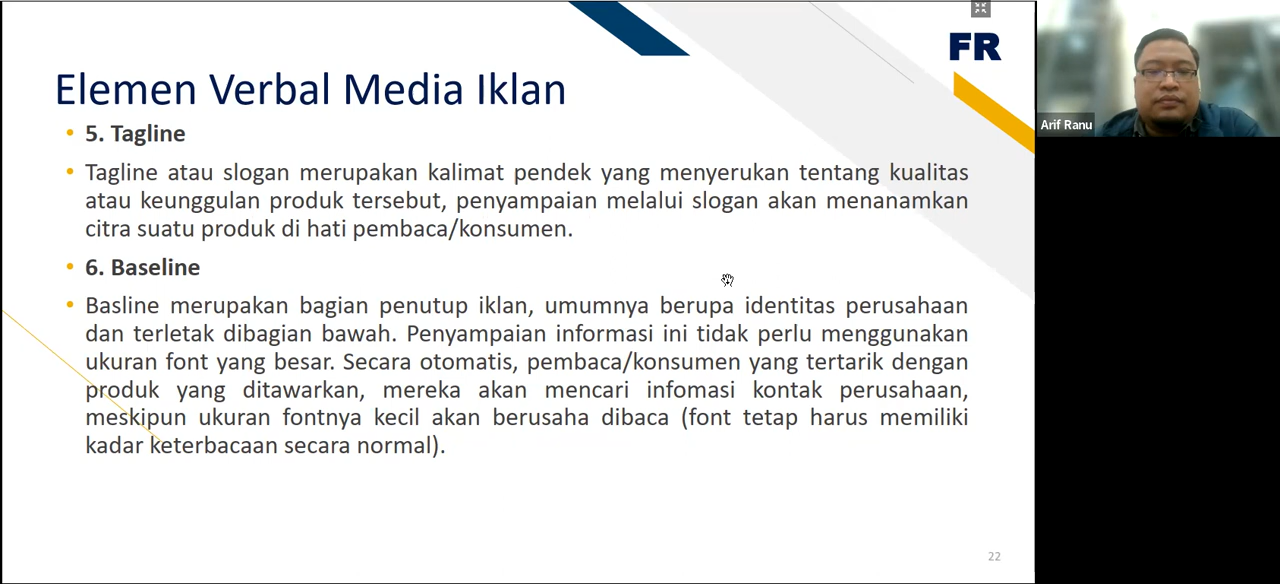 FR
Elemen Verbal Media Iklan
• 5. Tagline
• Tagline atau slogan merupakan kalimat pendek yang menyerukan tentang kualitas
atau keunggulan produk tersebut, penyampaian melalui slogan akan menanamkan
citra suatu produk di hati pembaca/konsumen.
• 6. Baseline
• Basline merupakan bagian penutup iklan, umumnya berupa identitas perusahaan
dan terletak dibagian bawah. Penyampaian informasi ini tidak perlu menggunakan
ukuran font yang besar. Secara otomatis, pembaca/konsumen yang tertarik dengan
produk yang ditawarkan, mereka akan mencari infomasi kontak perusahaan,
meskipun ukuran fontnya kecil akan berusaha dibaca (font tetap harus memiliki
kadar keterbacaan secara normal).
22
Arif Ranu